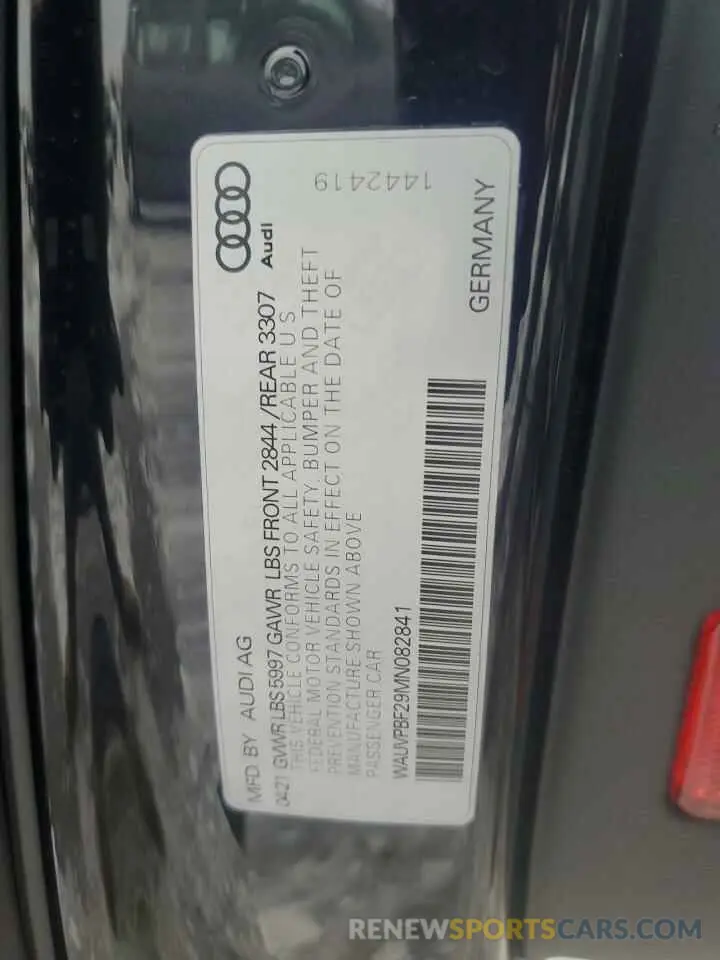 MFD BY AUDI AG
04/21 GVWR LBS 5997 GAWR LBS FRONT 2844 /REAR 3307
THIS VEHICLE CONFORMS TO ALL APPLICABLE U S
FEDERAL MOTOR VEHICLE SAFETY, BUMPER AND THEFT
PREVENTION STANDARDS IN EFFECT ON THE DATE OF
MANUFACTURE SHOWN ABOVE
PASSENGER CAR
WAUVPBF29MN082841
Audi
1442419
GERMANY
RENEWSPORTSCARS.COM